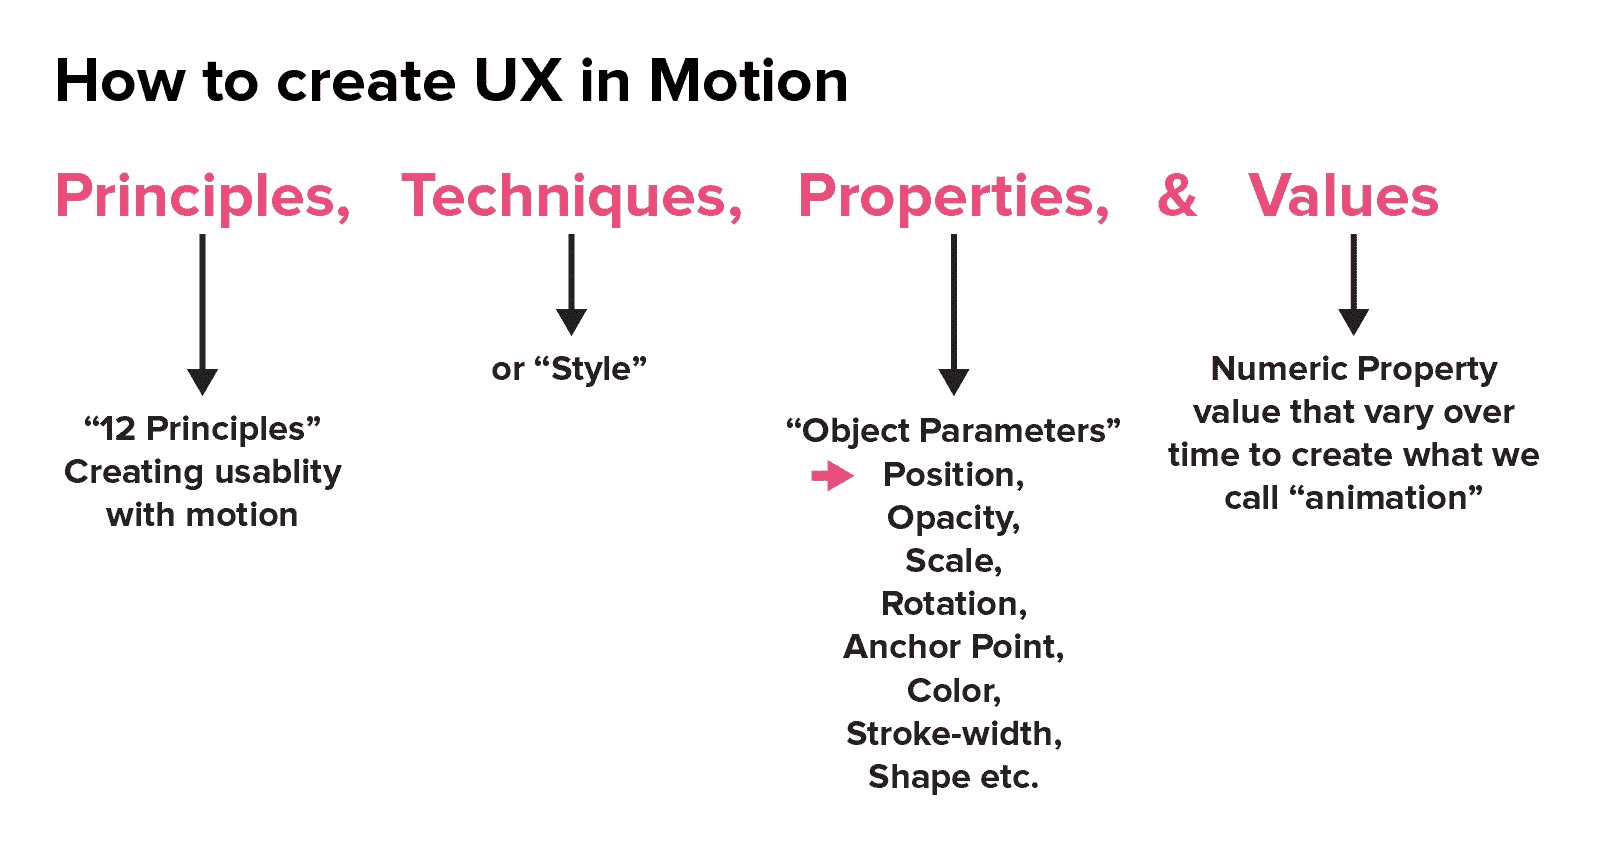 How to create UX in Motion
Principles, Techniques, Properties, & Values
“12 Principles”
Creating usablity
with motion
or “Style”
“Object Parameters”
Position,
Opacity,
Scale,
Rotation,
Anchor Point,
Color,
Stroke-width,
Shape etc.
Numeric Property
value that vary over
time to create what we
call “animation”